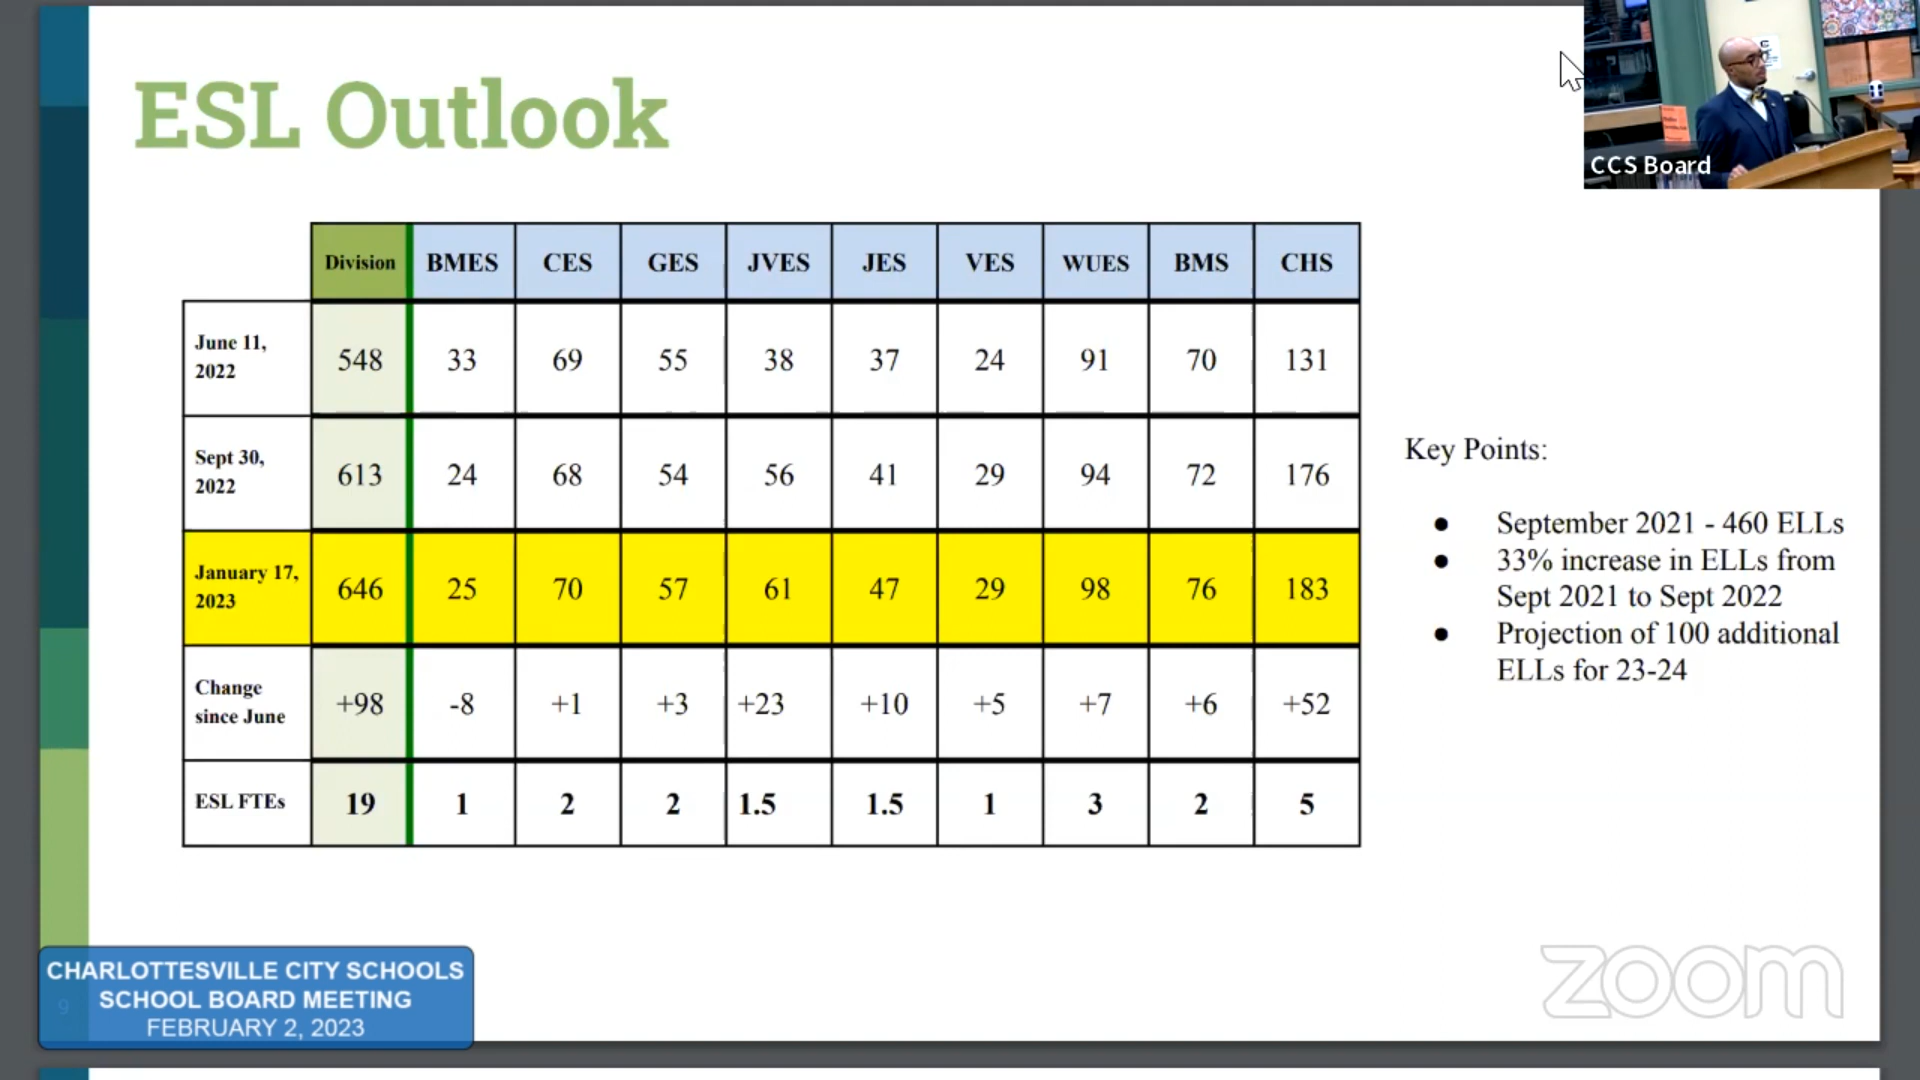 ESL Outlook
CCS Board
Division BMES CES GES JVES JES VES WUES BMS CHS
June 11,
2022
548 33 69 55 38 37 24 91 70 131
Sept 30,
2022
613 24 68 54 56 41 29 94 72 176
January 17,
2023
646 25 70 57 61 47 29 98 76 183
Change
since June
+98 -8 +1 +3 +23 +10 +5 +7 +6 +52
ESL FTEs 19 1 2 2 1.5 1.5 1 3 2 5
Key Points:
● September 2021 - 460 ELLs
● 33% increase in ELLs from
Sept 2021 to Sept 2022
● Projection of 100 additional
ELLs for 23-24
CHARLOTTESVILLE CITY SCHOOLS
SCHOOL BOARD MEETING
FEBRUARY 2, 2023
9
zoom